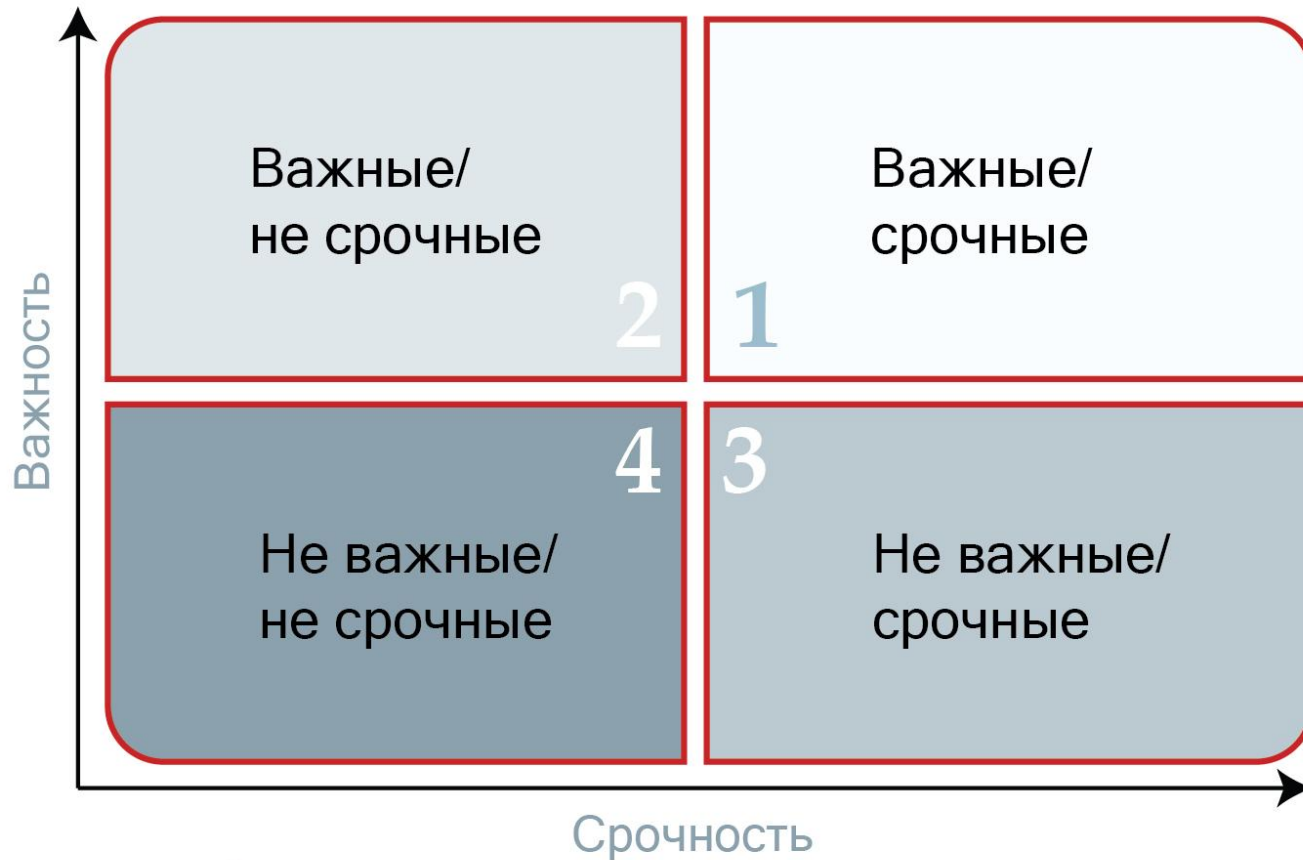 Важность
Важные/
не срочные
2
Важные/
срочные
1
Не важные/
не срочные
4
Не важные/
срочные
3
Срочность